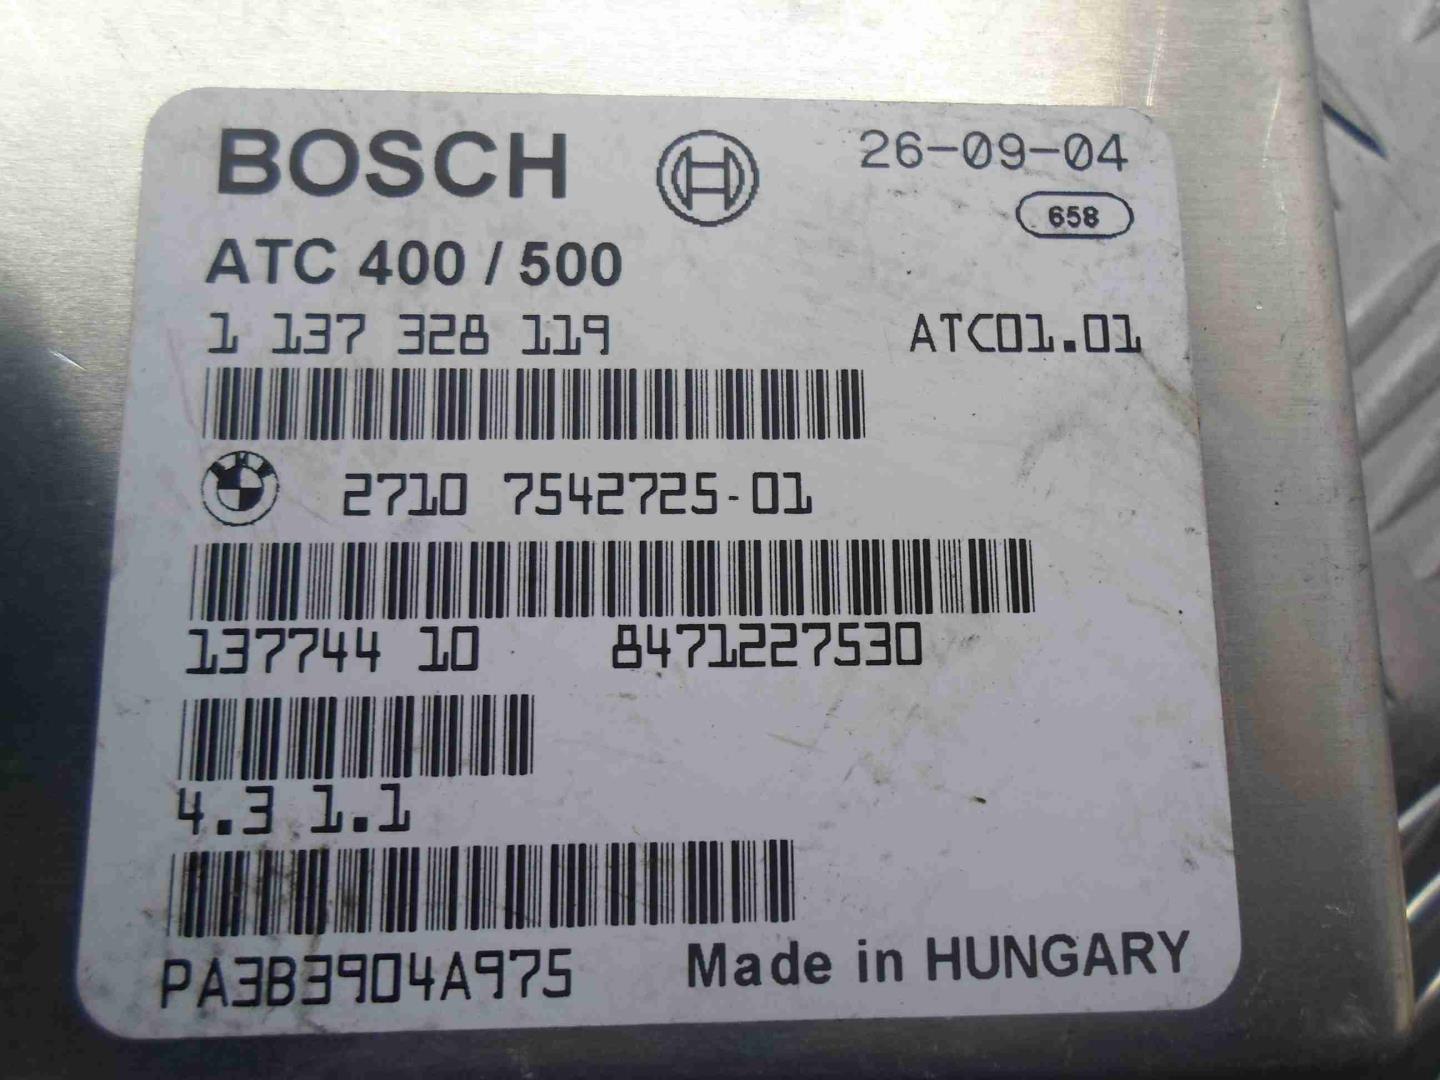 BOSCH 26-09-04
658
ATC 400 / 500
1 137 328 119 ATC01.01
2710 7542725-01
137744 10 8471227530
4.3 1.1
PA3B3904A975 Made in HUNGARY